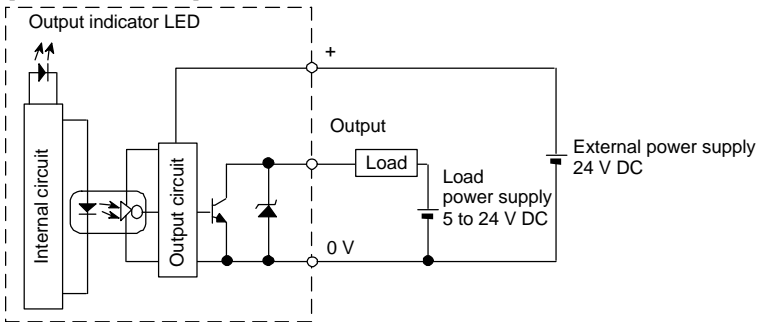 Output indicator LED
+
Output
Load
External power supply
24 V DC
Load
power supply
5 to 24 V DC
Internal circuit
Output circuit
0 V